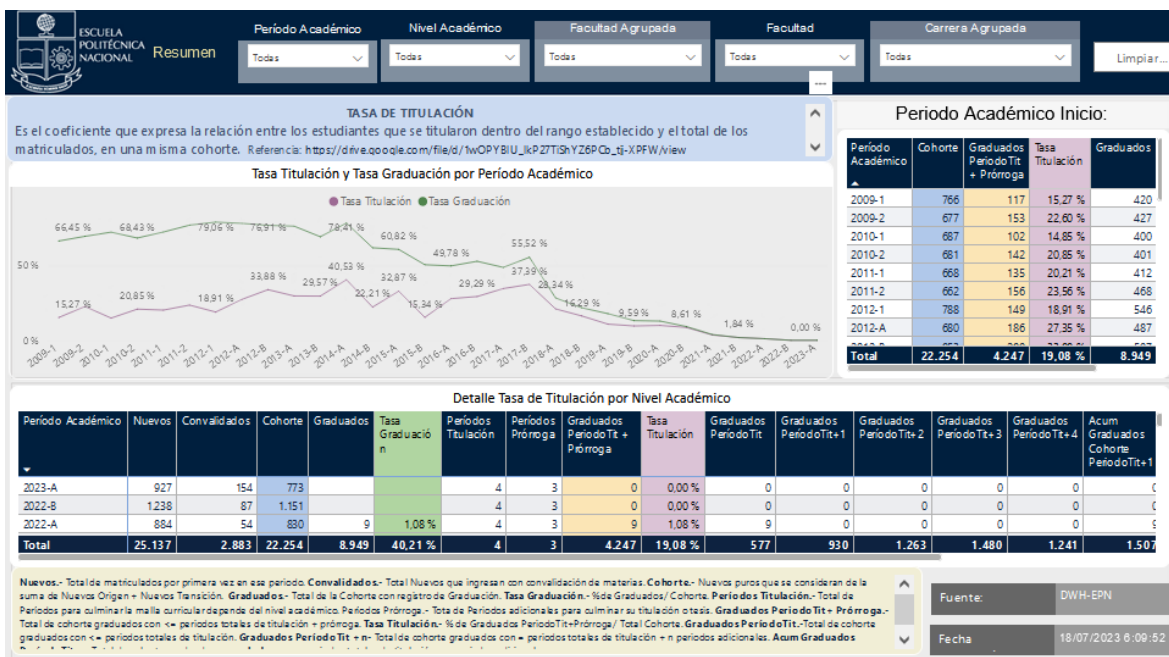 ESCUELA
POLITÉCNICA
NACIONAL
Resumen
Período Académico
Nivel Académico
Facultad Agrupada
Facultad
Carrera Agrupada
Todas
Todas
Todas
Todas
Todas
Limpiar...
TASA DE TITULACIÓN
Es el coeficiente que expresa la relación entre los estudiantes que se titularon dentro del rango establecido y el total de los
matriculados, en una misma cohorte. Referencia:
Tasa Titulación y Tasa Graduación por Período Académico
Tasa Titulación Tasa Graduación
66,45 % 68,43 % 79,06 % 76,91 % 78,41 % 60,82 % 49,78 % 55,52 %
50 %
15,27 % 20,85 % 18,91 % 33,88 % 29,57 % 40,53 % 22,21 % 32,87 % 15,34 % 29,29 % 37,39 % 28,34 % 16,29 % 9,59 % 8,61 % 1,84 % 0,00 %
0 %
2009-1 2009-2 2010-1 2010-2 2011-1 2011-2 2012-1 2012-A 2012-B 2013-A 2013-B 2014-A 2014-B 2015-A 2015-B 2016-A 2016-B 2017-A 2017-B 2018-A 2018-B 2019-A 2019-B 2020-A 2020-B 2021-A 2021-B 2022-A 2022-B 2023-A
Periodo Académico Inicio:
Período Académico Cohorte Graduados PeriodoTit + Prórroga Tasa Titulación Graduados
2009-1 766 117 15,27 % 420
2009-2 677 153 22,60 % 427
2010-1 687 102 14,85 % 400
2010-2 681 142 20,85 % 401
2011-1 668 135 20,21 % 412
2011-2 662 156 23,56 % 468
2012-1 788 149 18,91 % 546
2012-A 680 186 27,35 % 487
Total 22.254 4.247 19,08 % 8.949
Detalle Tasa de Titulación por Nivel Académico
Período Académico Nuevos Convalidados Cohorte Graduados Tasa Graduación Períodos Titulación Períodos Prórroga Graduados PeriodoTit + Prórroga Tasa Titulación Graduados PeríodoTit Graduados PeríodoTit+1 Graduados PeríodoTit+2 Graduados PeríodoTit+3 Graduados PeríodoTit+4 Acum Graduados Cohorte PeriodoTit+1
2023-A 927 154 773 4 3 0 0,00 % 0 0 0 0 0
2022-B 1.238 87 1.151 4 3 0 0,00 % 0 0 0 0 0
2022-A 884 54 830 9 1,08 % 4 3 9 1,08 % 9 0 0 0 0
Total 25.137 2.883 22.254 8.949 40,21 % 4 3 4.247 19,08 % 577 930 1.263 1.480 1.241 1.507
Nuevos.- Total de matriculados por primera vez en ese periodo. Convalidados.- Total Nuevos que ingresan con convalidación de materias. Cohorte.- Nuevos puros que se consideran de la
suma de Nuevos Origen + Nuevos Transición. Graduados.- Total de la Cohorte con registro de Graduación. Tasa Graduación.- %de Graduados/ Cohorte. Períodos Titulación.- Total de
Periodos para culminar la malla curricular depende del nivel académico. Períodos Prórroga.- Tota de Periodos adicionales para culminar su titulación o tesis. Graduados PeriodoTit + Prórroga.-
Total de cohorte graduados con <= periodos totales de titulación + prórroga. Tasa Titulación.- % de Graduados PeriodoTit+Prórroga/ Total Cohorte. Graduados PeríodoTit.-Total de cohorte
graduados con <= periodos totales de titulación. Graduados PeriodoTit + n- Total de cohorte graduados con = periodos totales de titulación + n periodos adicionales. Acum Graduados
Fuente: DWH-EPN
Fecha 18/07/2023 6:09:52